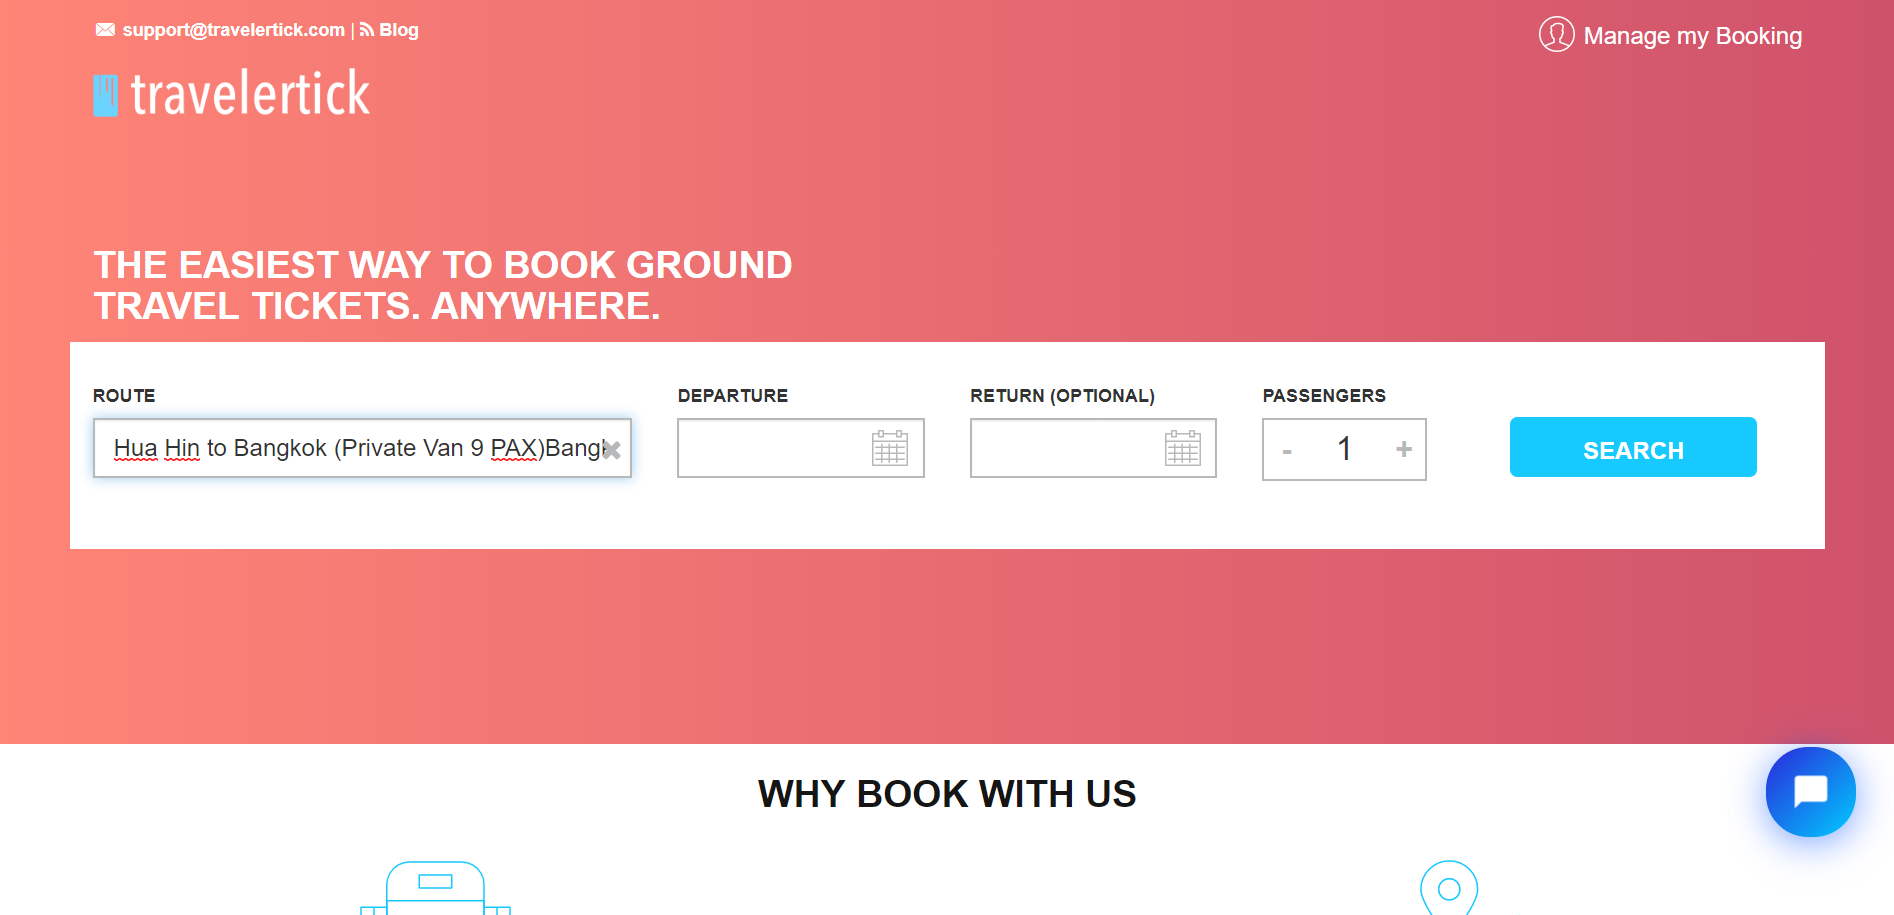 support@travelertick.com | Blog
Manage my Booking
travelertick
THE EASIEST WAY TO BOOK GROUND
TRAVEL TICKETS. ANYWHERE.
ROUTE
DEPARTURE
RETURN (OPTIONAL)
PASSENGERS
Hua Hin to Bangkok (Private Van 9 PAX)Bang
- 1 +
SEARCH
WHY BOOK WITH US